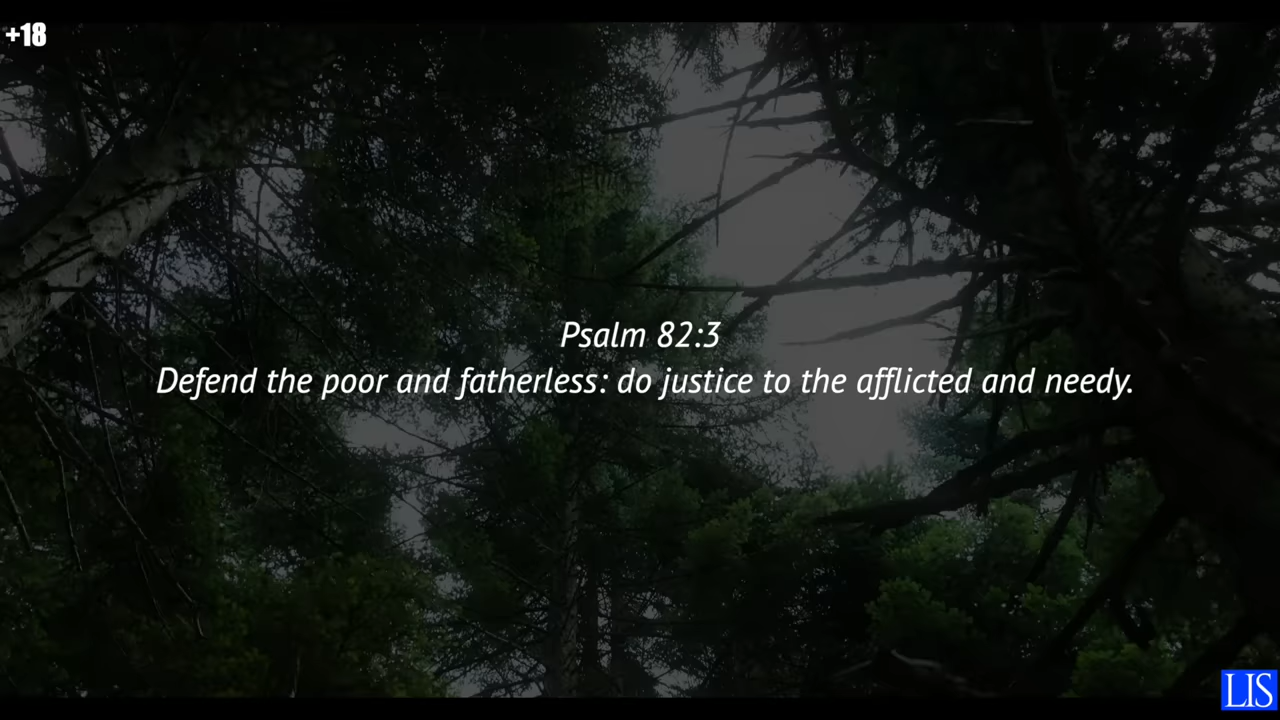 +18
Psalm 82:3
Defend the poor and fatherless: do justice to the afflicted and needy.
LIS